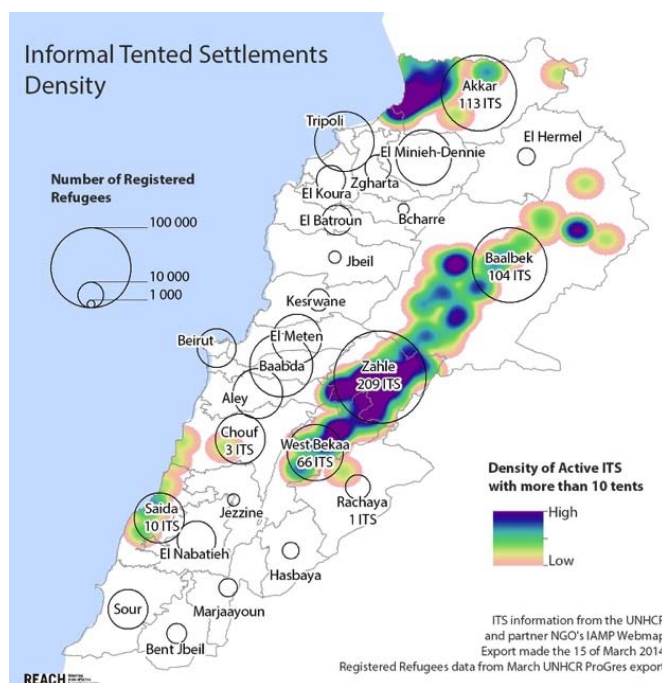 Informal Tented Settlements
Density
Number of Registered
Refugees
100 000
10 000
1 000
Akkar
113 ITS
Tripoli
El Minieh-Dennie
El Hermel
Zgharta
El Koura
El Batroun
Bcharre
Jbeil
Baalbek
104 ITS
Kesrwane
Beirut
El Meten
Baabda
Zahle
209 ITS
Aley
Chouf
3 ITS
West Bekaa
66 ITS
Rachaya
1 ITS
Saida
10 ITS
Jezzine
El Nabatieh
Hasbaya
Marjaayoun
Sour
Bent Jbeil
Density of Active ITS
with more than 10 tents
High
Low
ITS information from the UNHCR
and partner NGO's IAMP Webmap
Export made the 15 of March 2014
Registered Refugees data from March UNHCR ProGres export
REACH